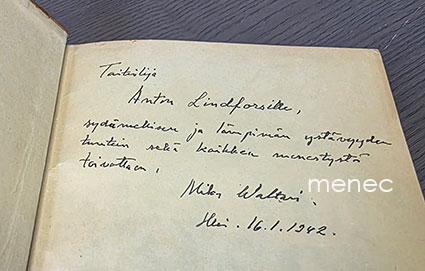 Taiteilija
Anton Lindforsille,
sydämellisen ja lämpimän ystävyyden
tuntein sekä kaikkea menestystä
toivottaen,
Mika Waltari.
menec
Hki. 16.1.1942.